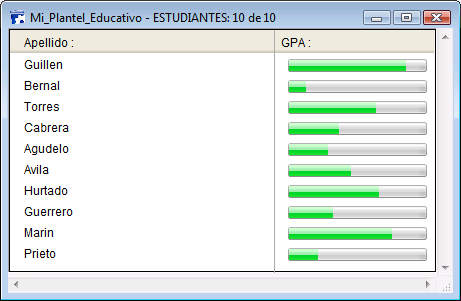 Mi_Plantel_Educativo - ESTUDIANTES: 10 de 10
Apellido : GPA :
Guillen
Bernal
Torres
Cabrera
Agudelo
Avila
Hurtado
Guerrero
Marin
Prieto